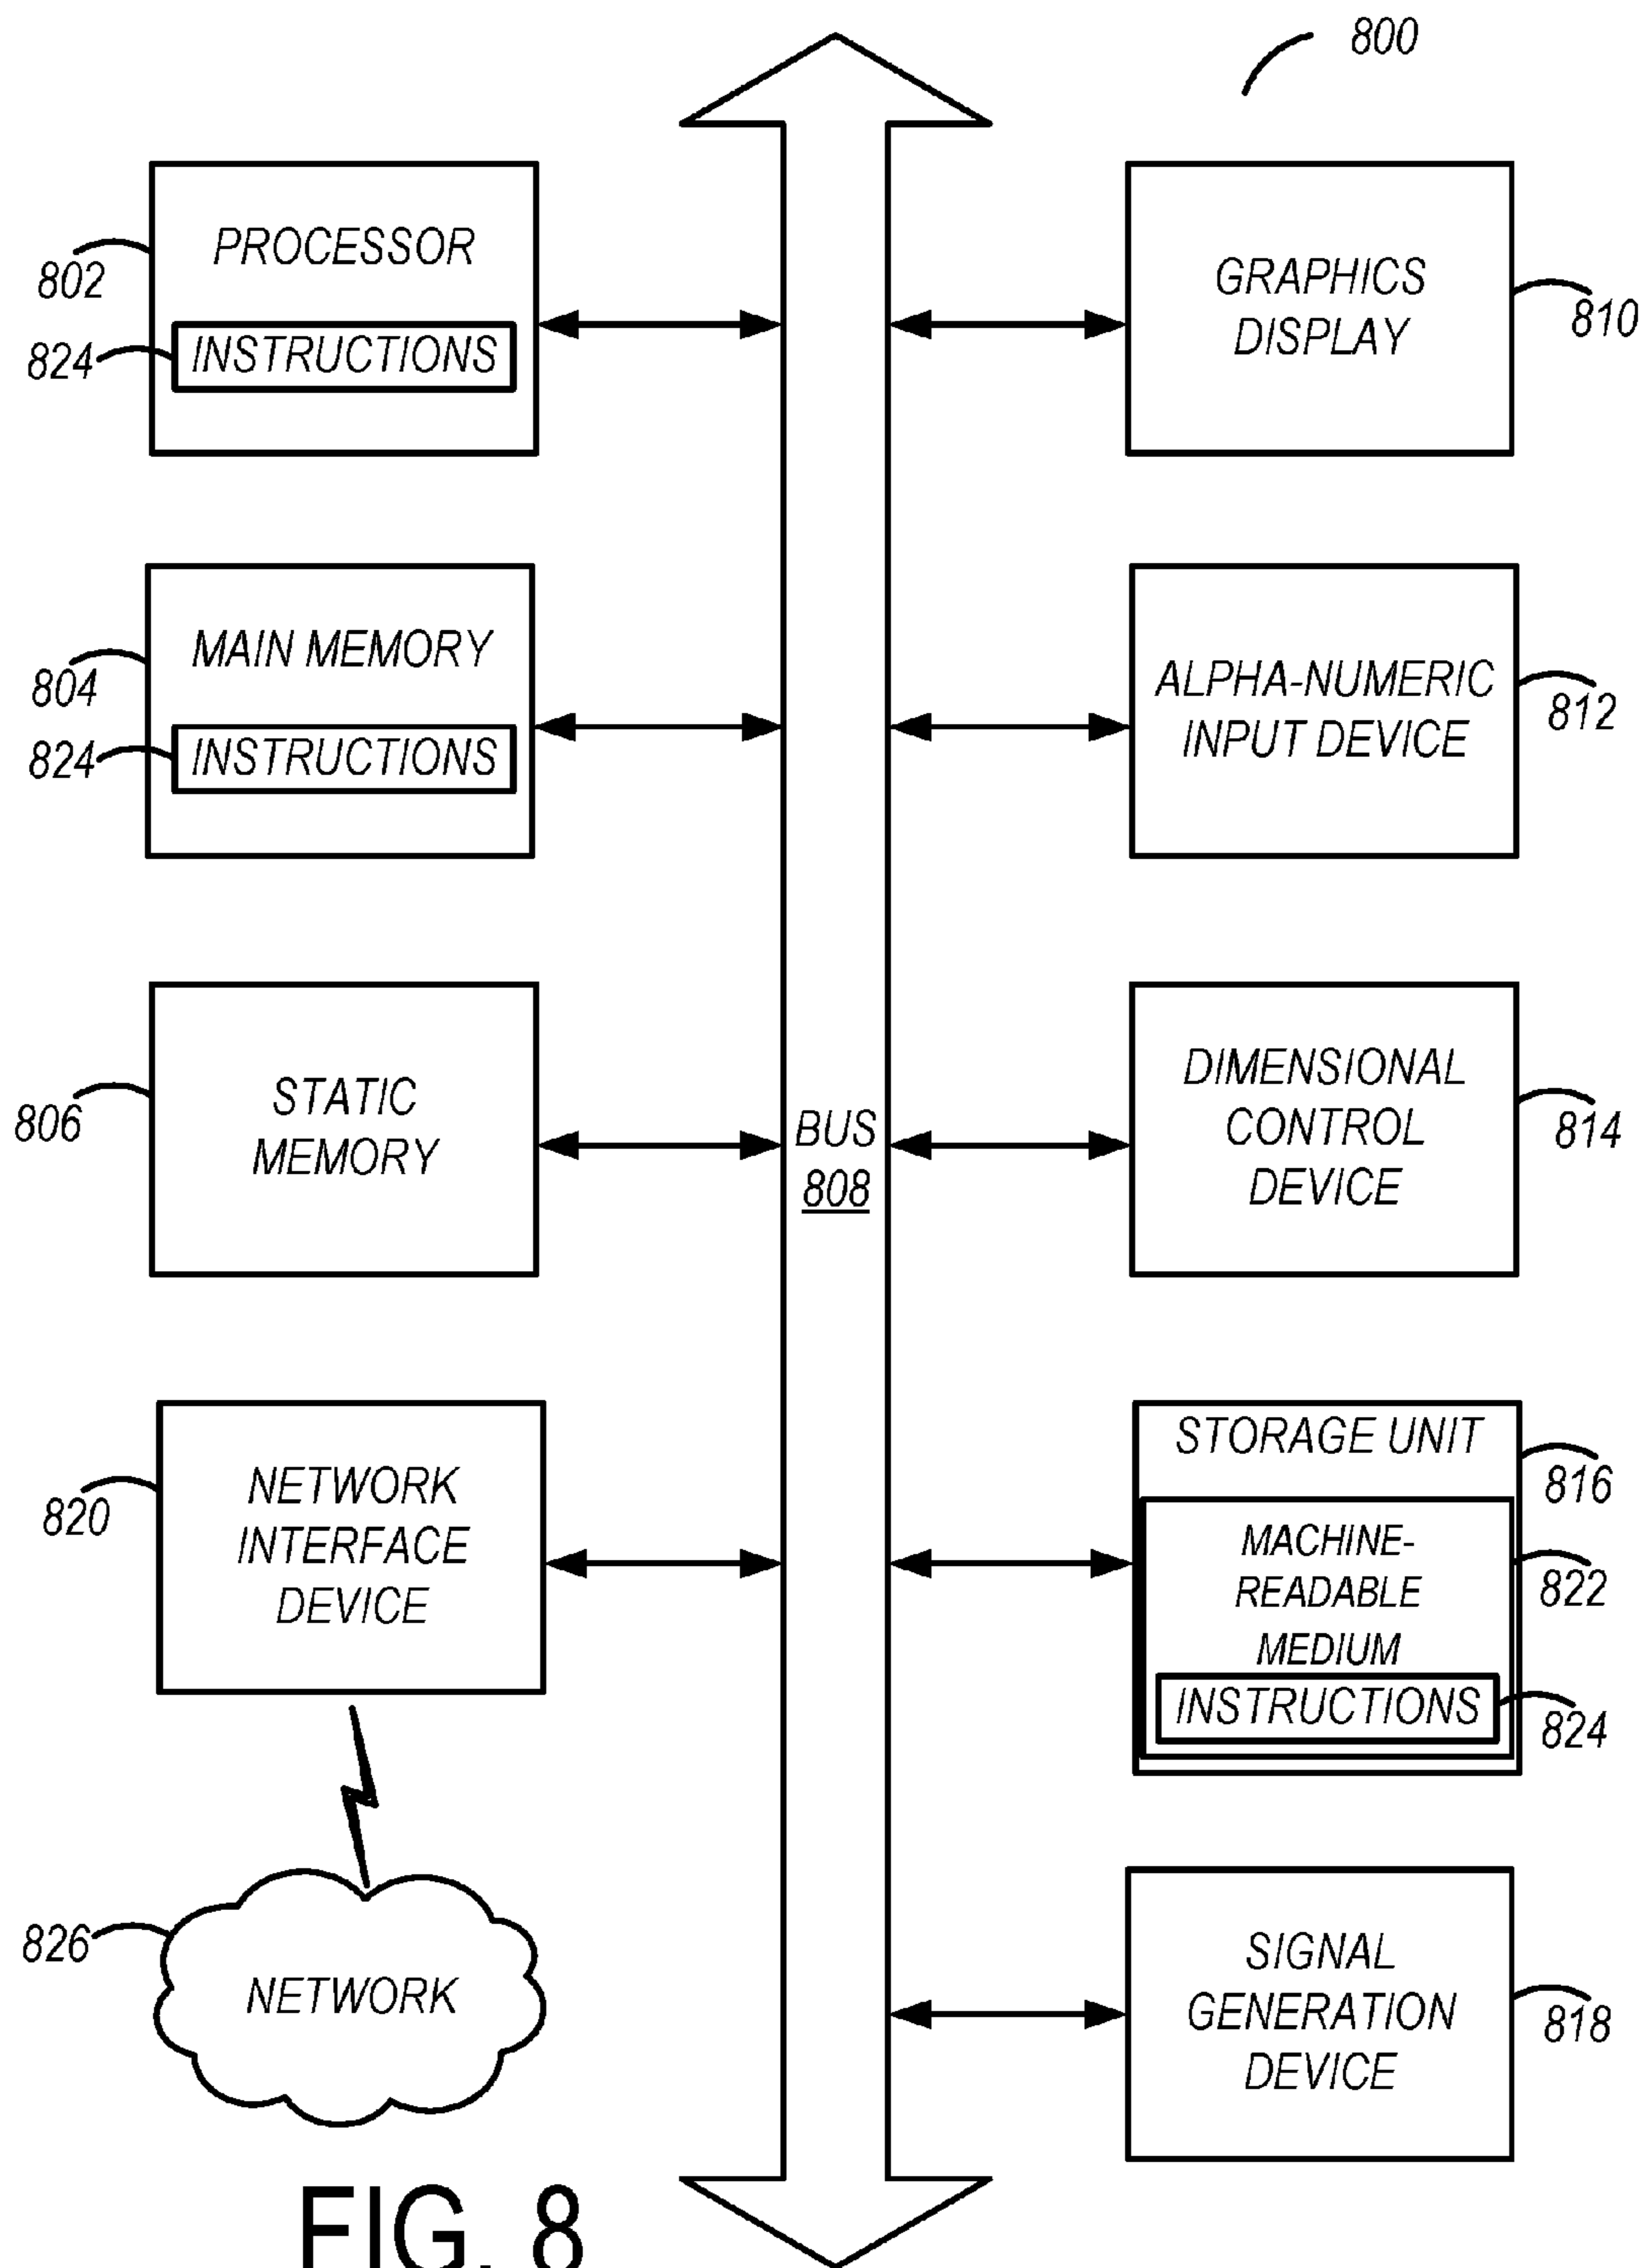 800
PROCESSOR
802
824
INSTRUCTIONS
GRAPHICS
DISPLAY
810
MAIN MEMORY
804
824
INSTRUCTIONS
ALPHA-NUMERIC
INPUT DEVICE
812
STATIC
MEMORY
806
BUS
808
DIMENSIONAL
CONTROL
DEVICE
814
NETWORK
INTERFACE
DEVICE
820
STORAGE UNIT
816
MACHINE-
READABLE
MEDIUM
822
INSTRUCTIONS
824
826
NETWORK
SIGNAL
GENERATION
DEVICE
818
FIG. 8